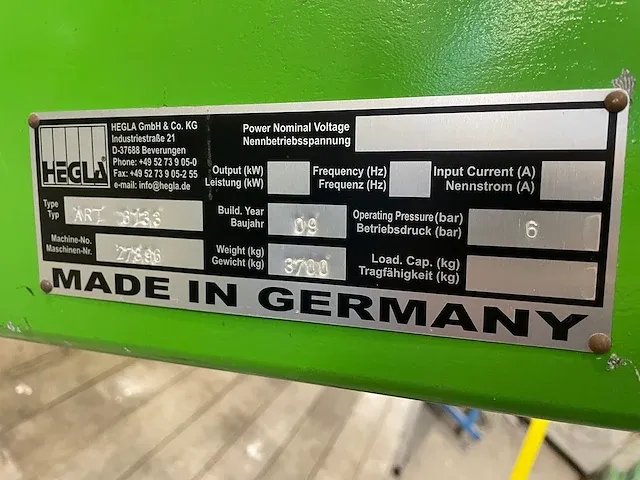 HEGLA
HEGLA GmbH & Co. KG
Industriestraße 21
D-37688 Beverungen
Phone: +49 52 73 9 05-0
Fax: +49 52 73 9 05-2 55
e-mail: info@hegla.de
Power Nominal Voltage
Nennbetriebsspannung
Output (kW)
Leistung (kW)
Frequency (Hz)
Frequenz (Hz)
Input Current (A)
Nennstrom (A)
Type
Typ
ART 6133
Build. Year
Baujahr
09
Operating Pressure (bar)
Betriebsdruck (bar)
6
Machine-No.
Maschinen-Nr.
Weight (kg)
Gewicht (kg)
3700
Load. Cap. (kg)
Tragfähigkeit (kg)
MADE IN GERMANY